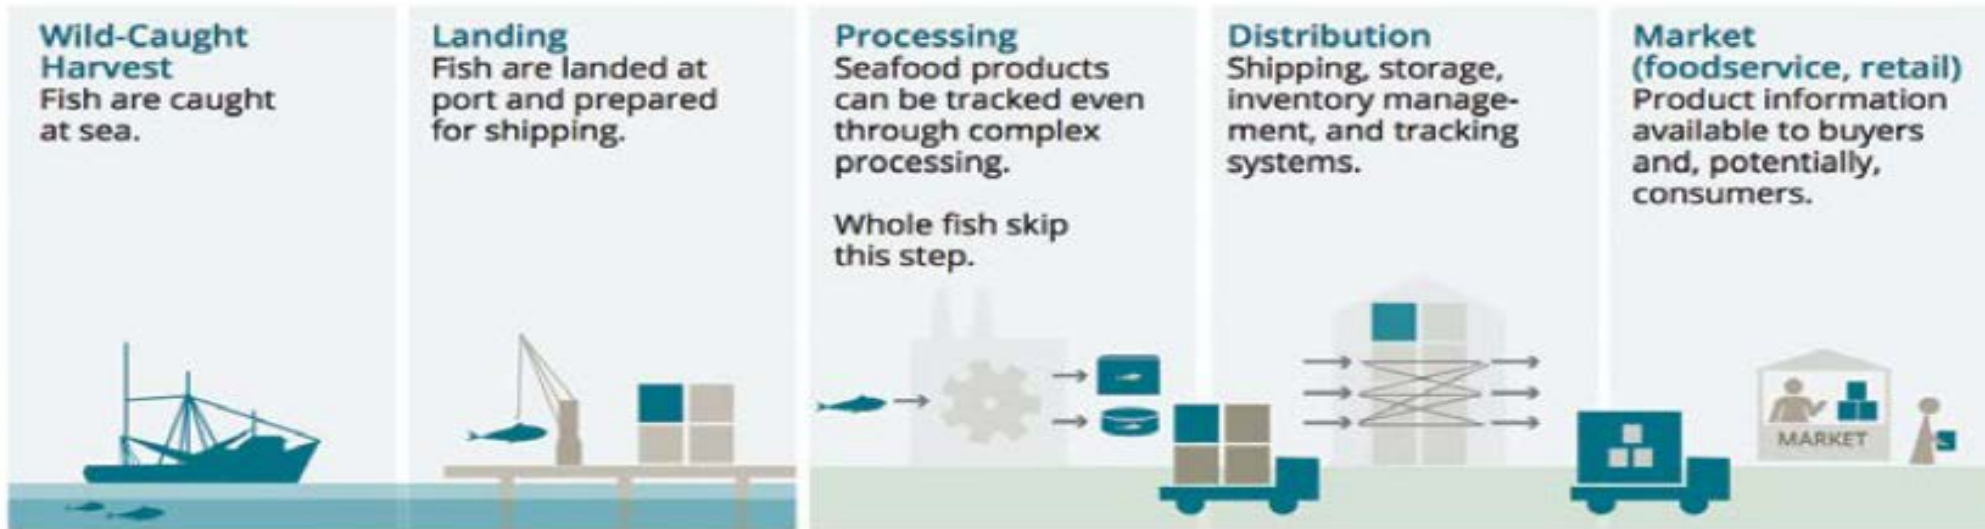 Wild-Caught
Harvest
Fish are caught
at sea.
Landing
Fish are landed at
port and prepared
for shipping.
Processing
Seafood products
can be tracked even
through complex
processing.
Whole fish skip
this step.
Distribution
Shipping, storage,
inventory manage-
ment, and tracking
systems.
Market
(foodservice, retail)
Product information
available to buyers
and, potentially,
consumers.
MARKET